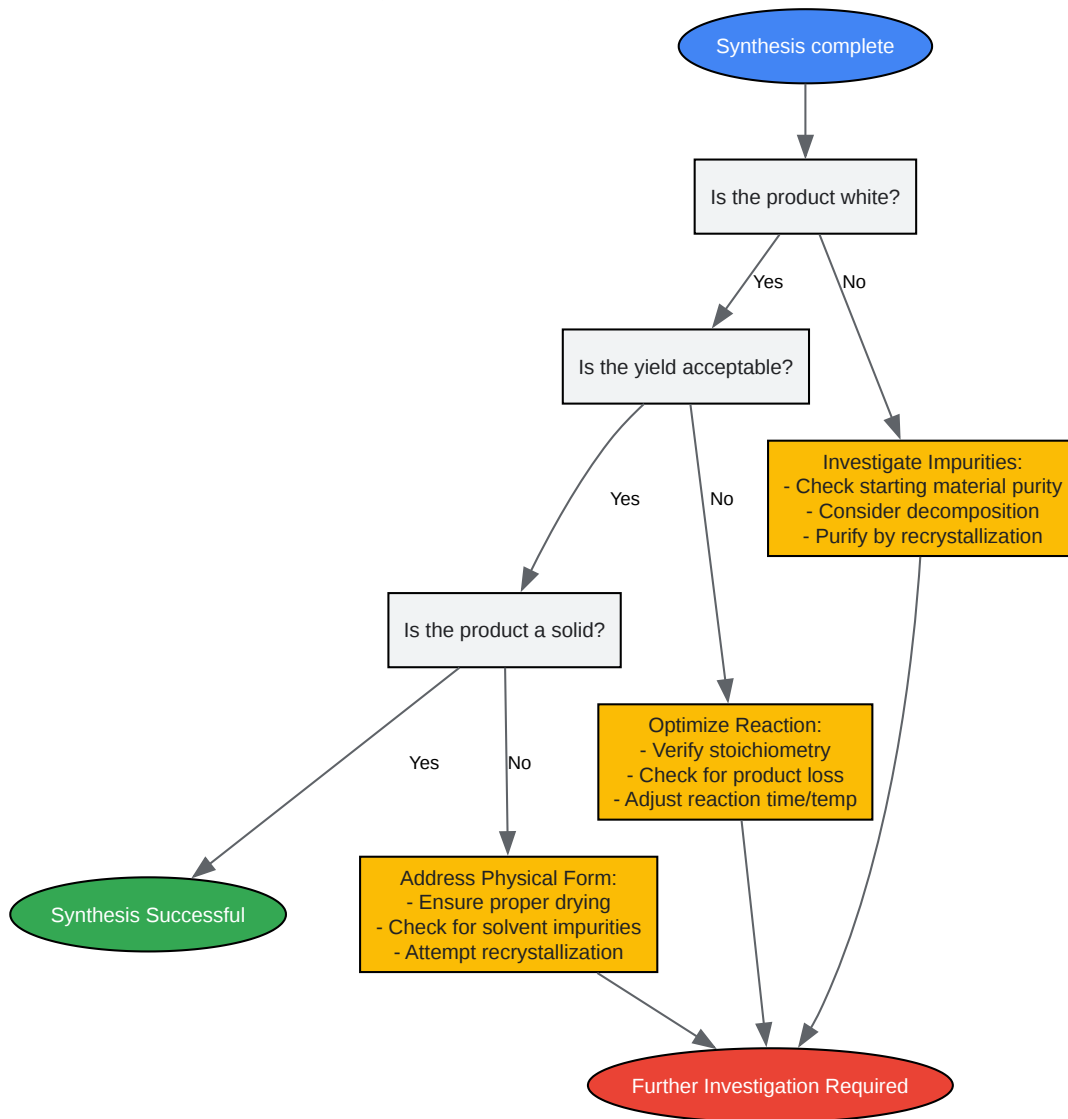 Synthesis complete
Is the product white?
Yes
No
Is the yield acceptable?
Investigate Impurities:
- Check starting material purity
- Consider decomposition
- Purify by recrystallization
Yes
No
Is the product a solid?
Optimize Reaction:
- Verify stoichiometry
- Check for product loss
- Adjust reaction time/temp
Yes
No
Address Physical Form:
- Ensure proper drying
- Check for solvent impurities
- Attempt recrystallization
Synthesis Successful
Further Investigation Required